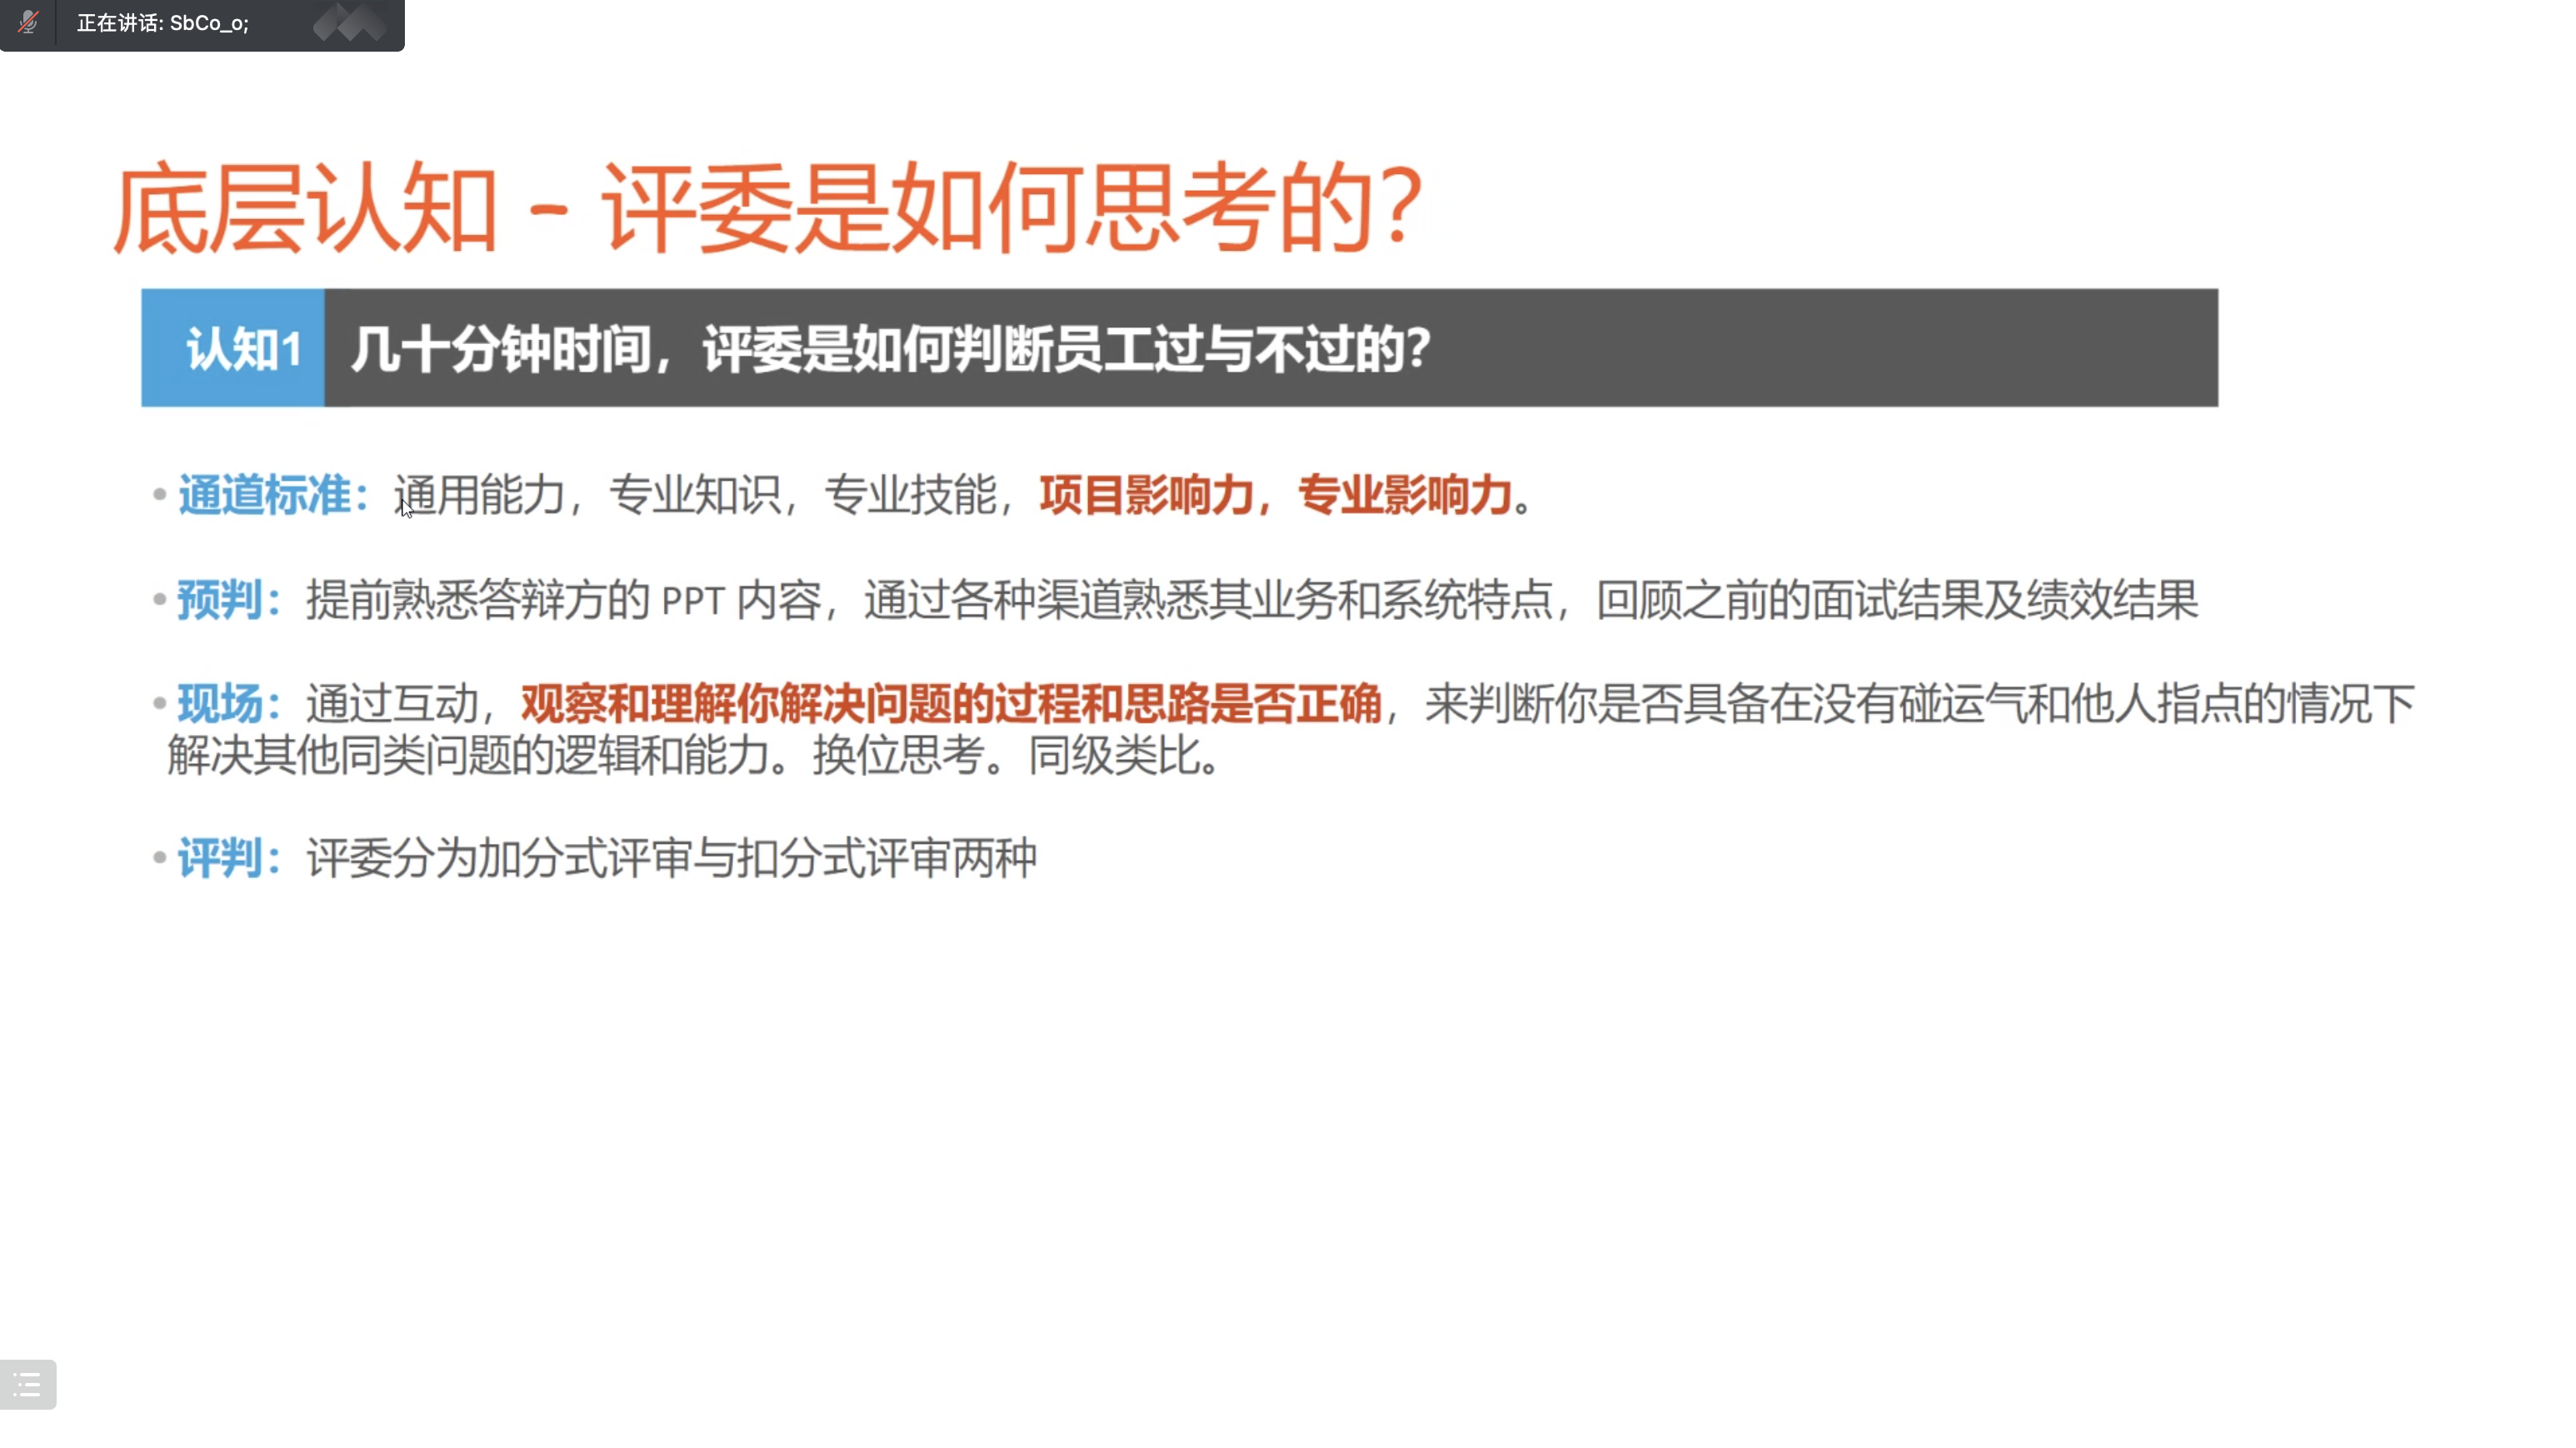 正在讲话: SbCo_o;
底层认知 - 评委是如何思考的?
认知1 几十分钟时间，评委是如何判断员工过与不过的?
• 通道标准：通用能力，专业知识，专业技能，项目影响力，专业影响力。
• 预判：提前熟悉答辩方的 PPT 内容，通过各种渠道熟悉其业务和系统特点，回顾之前的面试结果及绩效结果
• 现场：通过互动，观察和理解你解决问题的过程和思路是否正确，来判断你是否具备在没有碰运气和他人指点的情况下
解决其他同类问题的逻辑和能力。换位思考。同级类比。
• 评判：评委分为加分式评审与扣分式评审两种